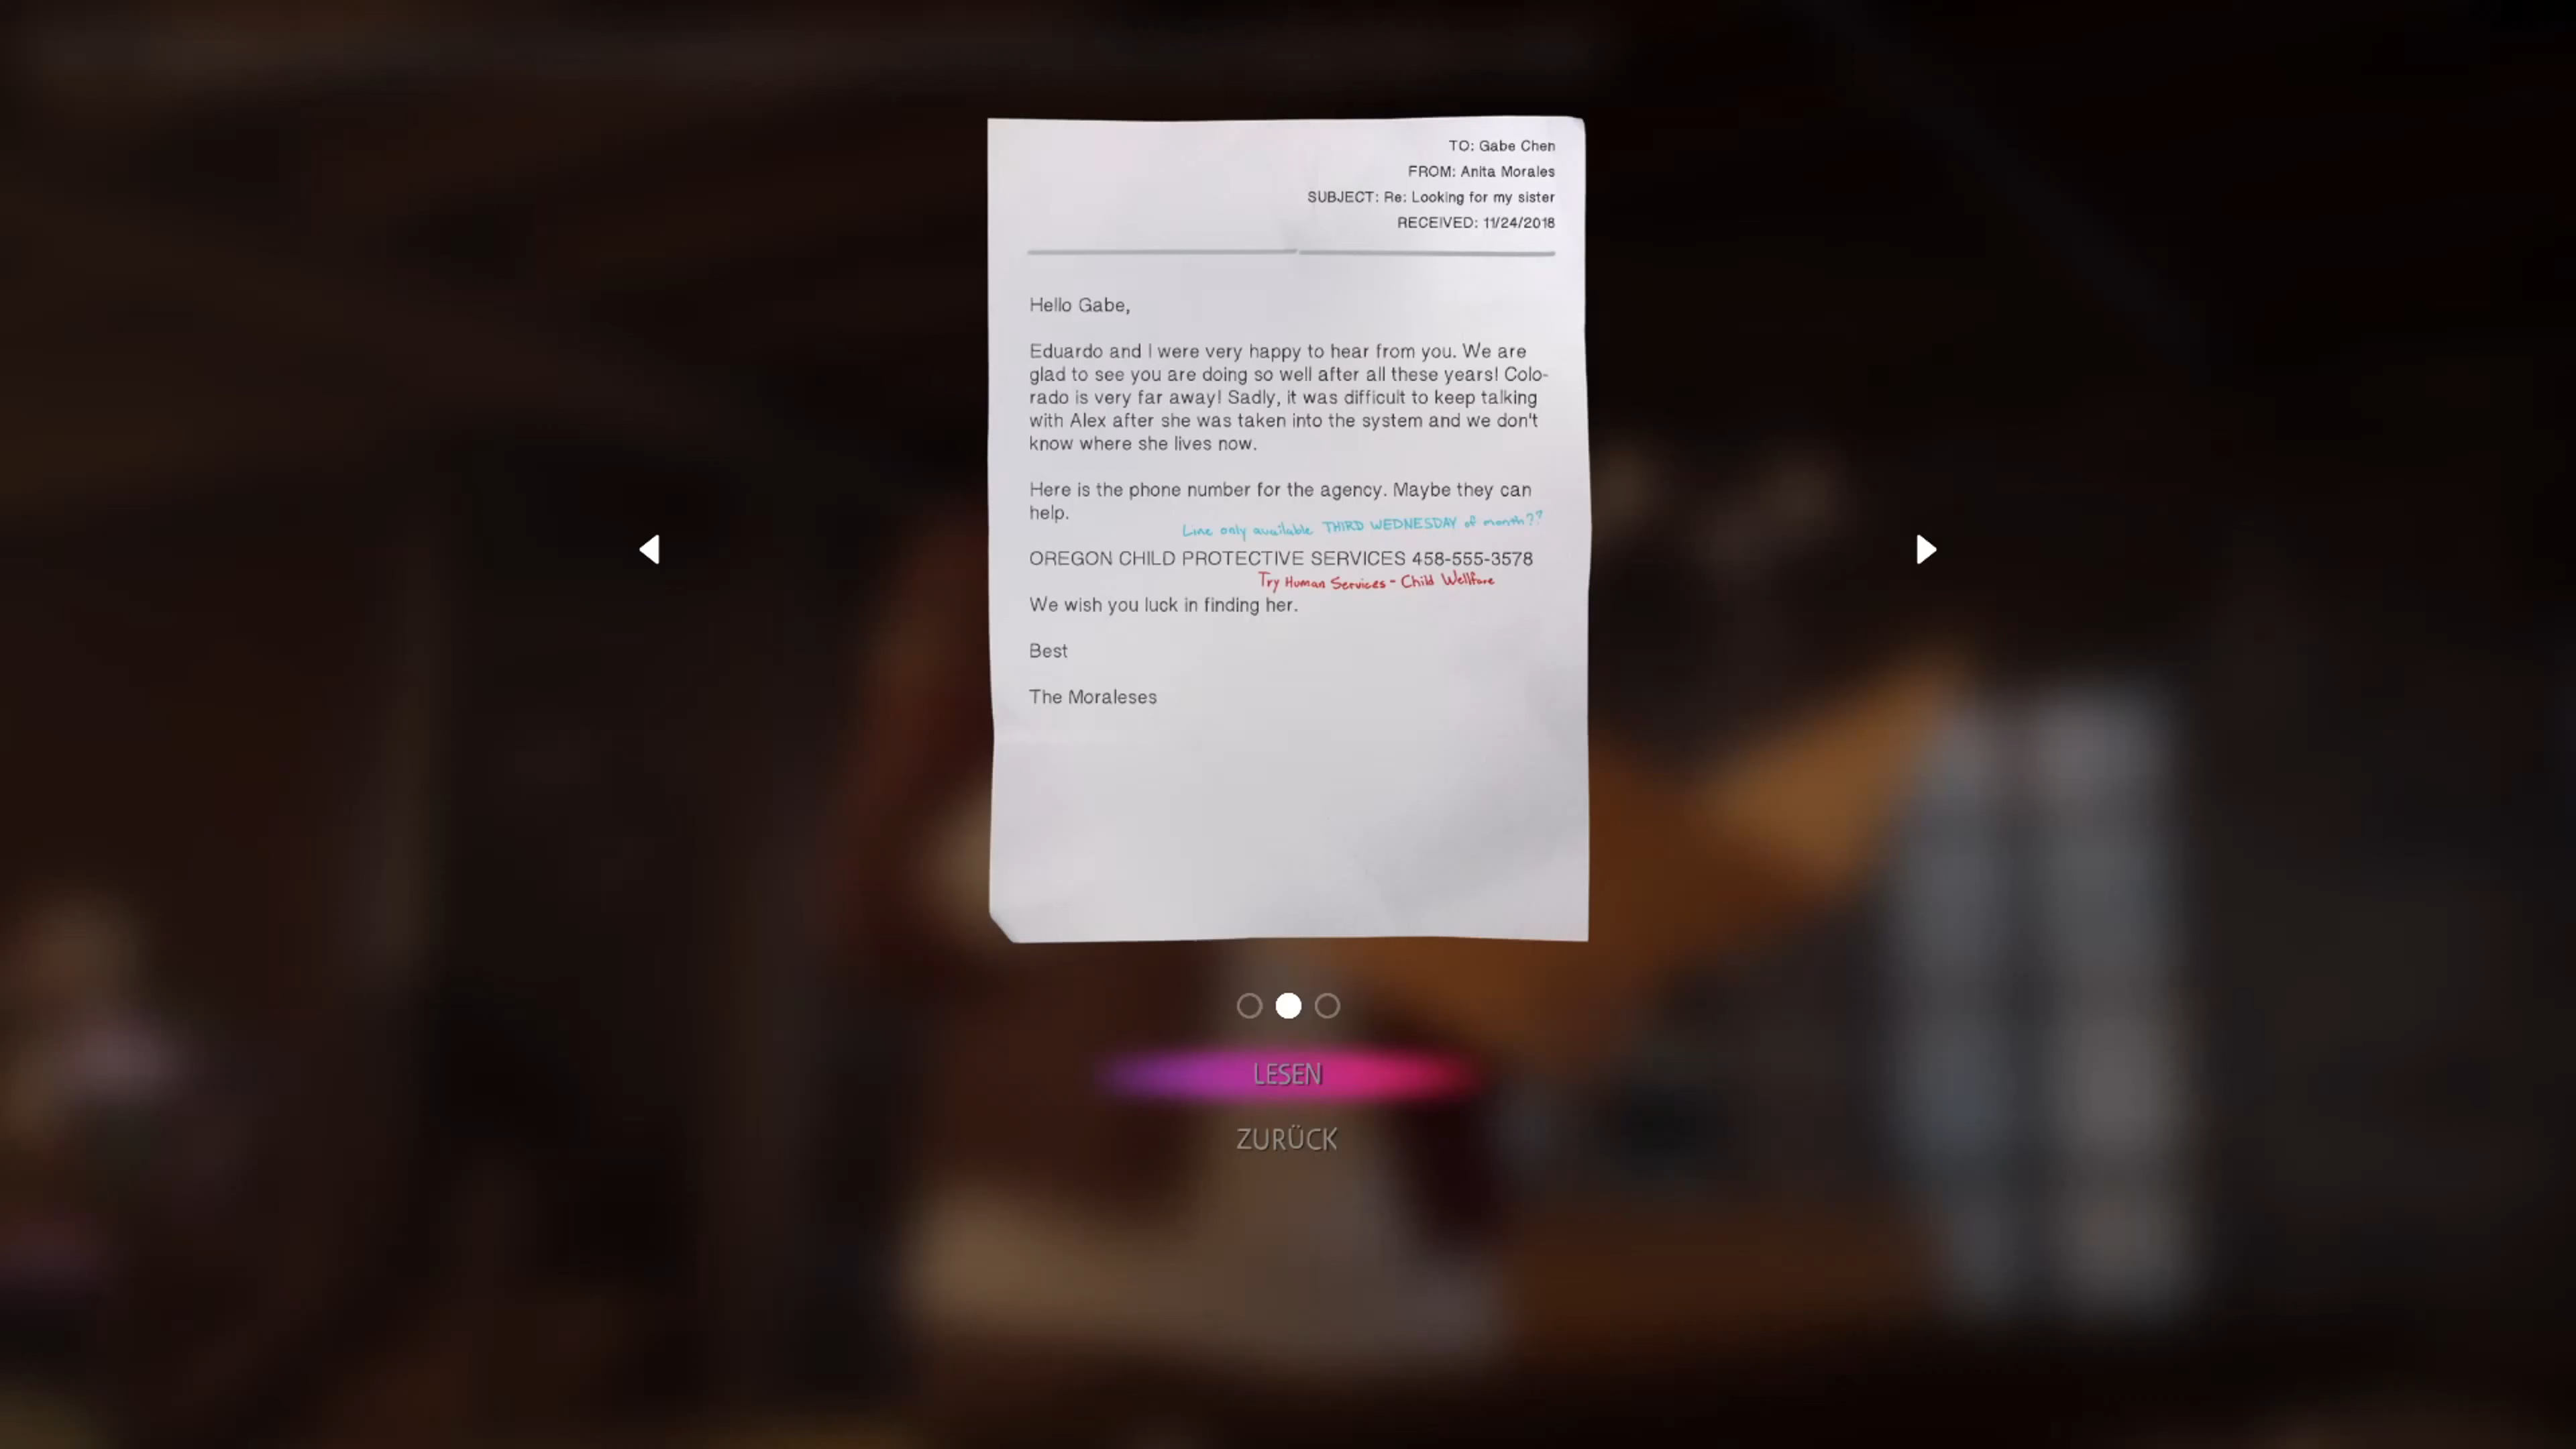 TO: Gabe Chen
FROM: Anita Morales
SUBJECT: Re: Looking for my sister
RECEIVED: 11/24/2018
Hello Gabe,
Eduardo and I were very happy to hear from you. We are
glad to see you are doing so well after all these years! Colo-
rado is very far away! Sadly, it was difficult to keep talking
with Alex after she was taken into the system and we don't
know where she lives now.
Here is the phone number for the agency. Maybe they can
help.
Line only available THIRD WEDNESDAY of month??
OREGON CHILD PROTECTIVE SERVICES 458-555-3578
Try Human Services - Child Wellfare
We wish you luck in finding her.
Best
The Moraleses
LESEN
ZURÜCK